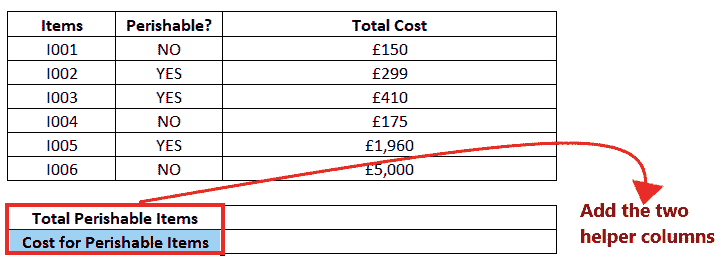 Items Perishable? Total Cost
I001 NO £150
I002 YES £299
I003 YES £410
I004 NO £175
I005 YES £1,960
I006 NO £5,000
Total Perishable Items
Cost for Perishable Items
Add the two
helper columns